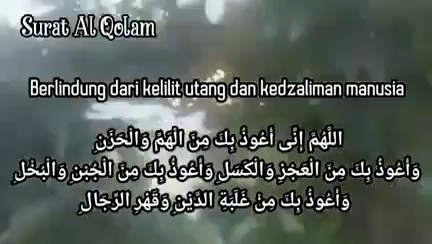 Surat Al Qolam
Berlindung dari kelilit utang dan kedzaliman manusia
اللَّهُمَّ إِنِّى أَعُوذُ بِكَ مِنَ الْهَمِّ وَالْحَزَنِ
وَأَعُوذُ بِكَ مِنَ الْعَجْزِ وَالْكَسَلِ وَأَعُوذُ بِكَ مِنَ الْجُبْنِ وَالْبُخْلِ
وَأَعُوذُ بِكَ مِنْ غَلَبَةِ الدَّيْنِ وَقَهْرِ الرِّجَالِ